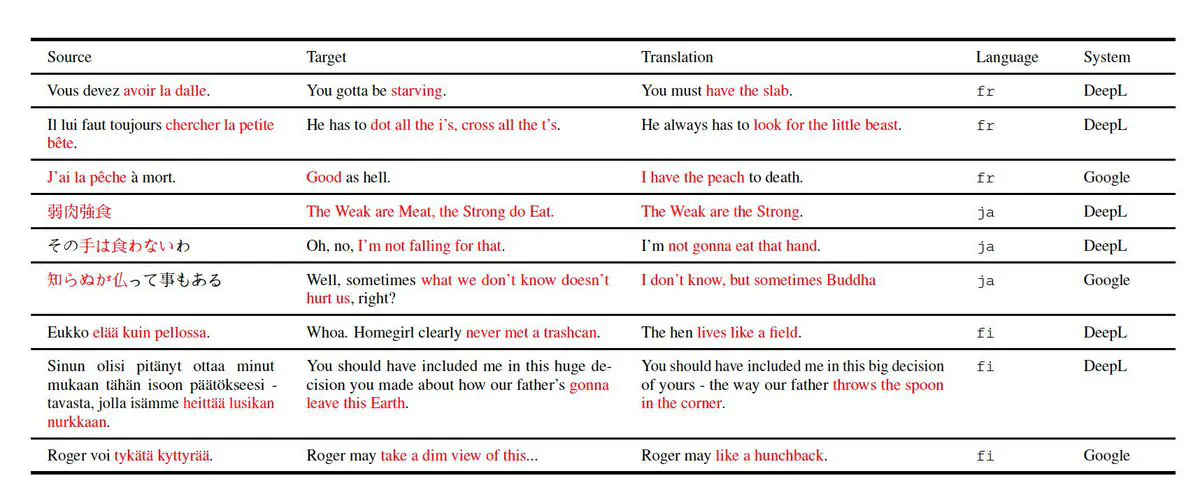 Source Target Translation Language System
Vous devez avoir la dalle. You gotta be starving. You must have the slab. fr DeepL
Il lui faut toujours chercher la petite He has to dot all the i's, cross all the t's. He always has to look for the little beast. fr DeepL
bête.
J'ai la pêche à mort. Good as hell. I have the peach to death. fr Google
弱肉強食 The Weak are Meat, the Strong do Eat. The Weak are the Strong. ja DeepL
その手は食わないわ Oh, no, I'm not falling for that. I'm not gonna eat that hand. ja DeepL
知らぬが仏って事もある Well, sometimes what we don't know doesn't I don't know, but sometimes Buddha ja Google
hurt us, right?
Eukko elää kuin pellossa. Whoa. Homegirl clearly never met a trashcan. The hen lives like a field. fi DeepL
Sinun olisi pitänyt ottaa minut You should have included me in this huge de- You should have included me in this big decision fi DeepL
mukaan tähän isoon päätökseesi - cision you made about how our father's gonna of yours - the way our father throws the spoon
tavasta, jolla isämme heittää lusikan leave this Earth. in the corner.
nurkkaan.
Roger voi tykätä kyttyrää. Roger may take a dim view of this... Roger may like a hunchback. fi Google